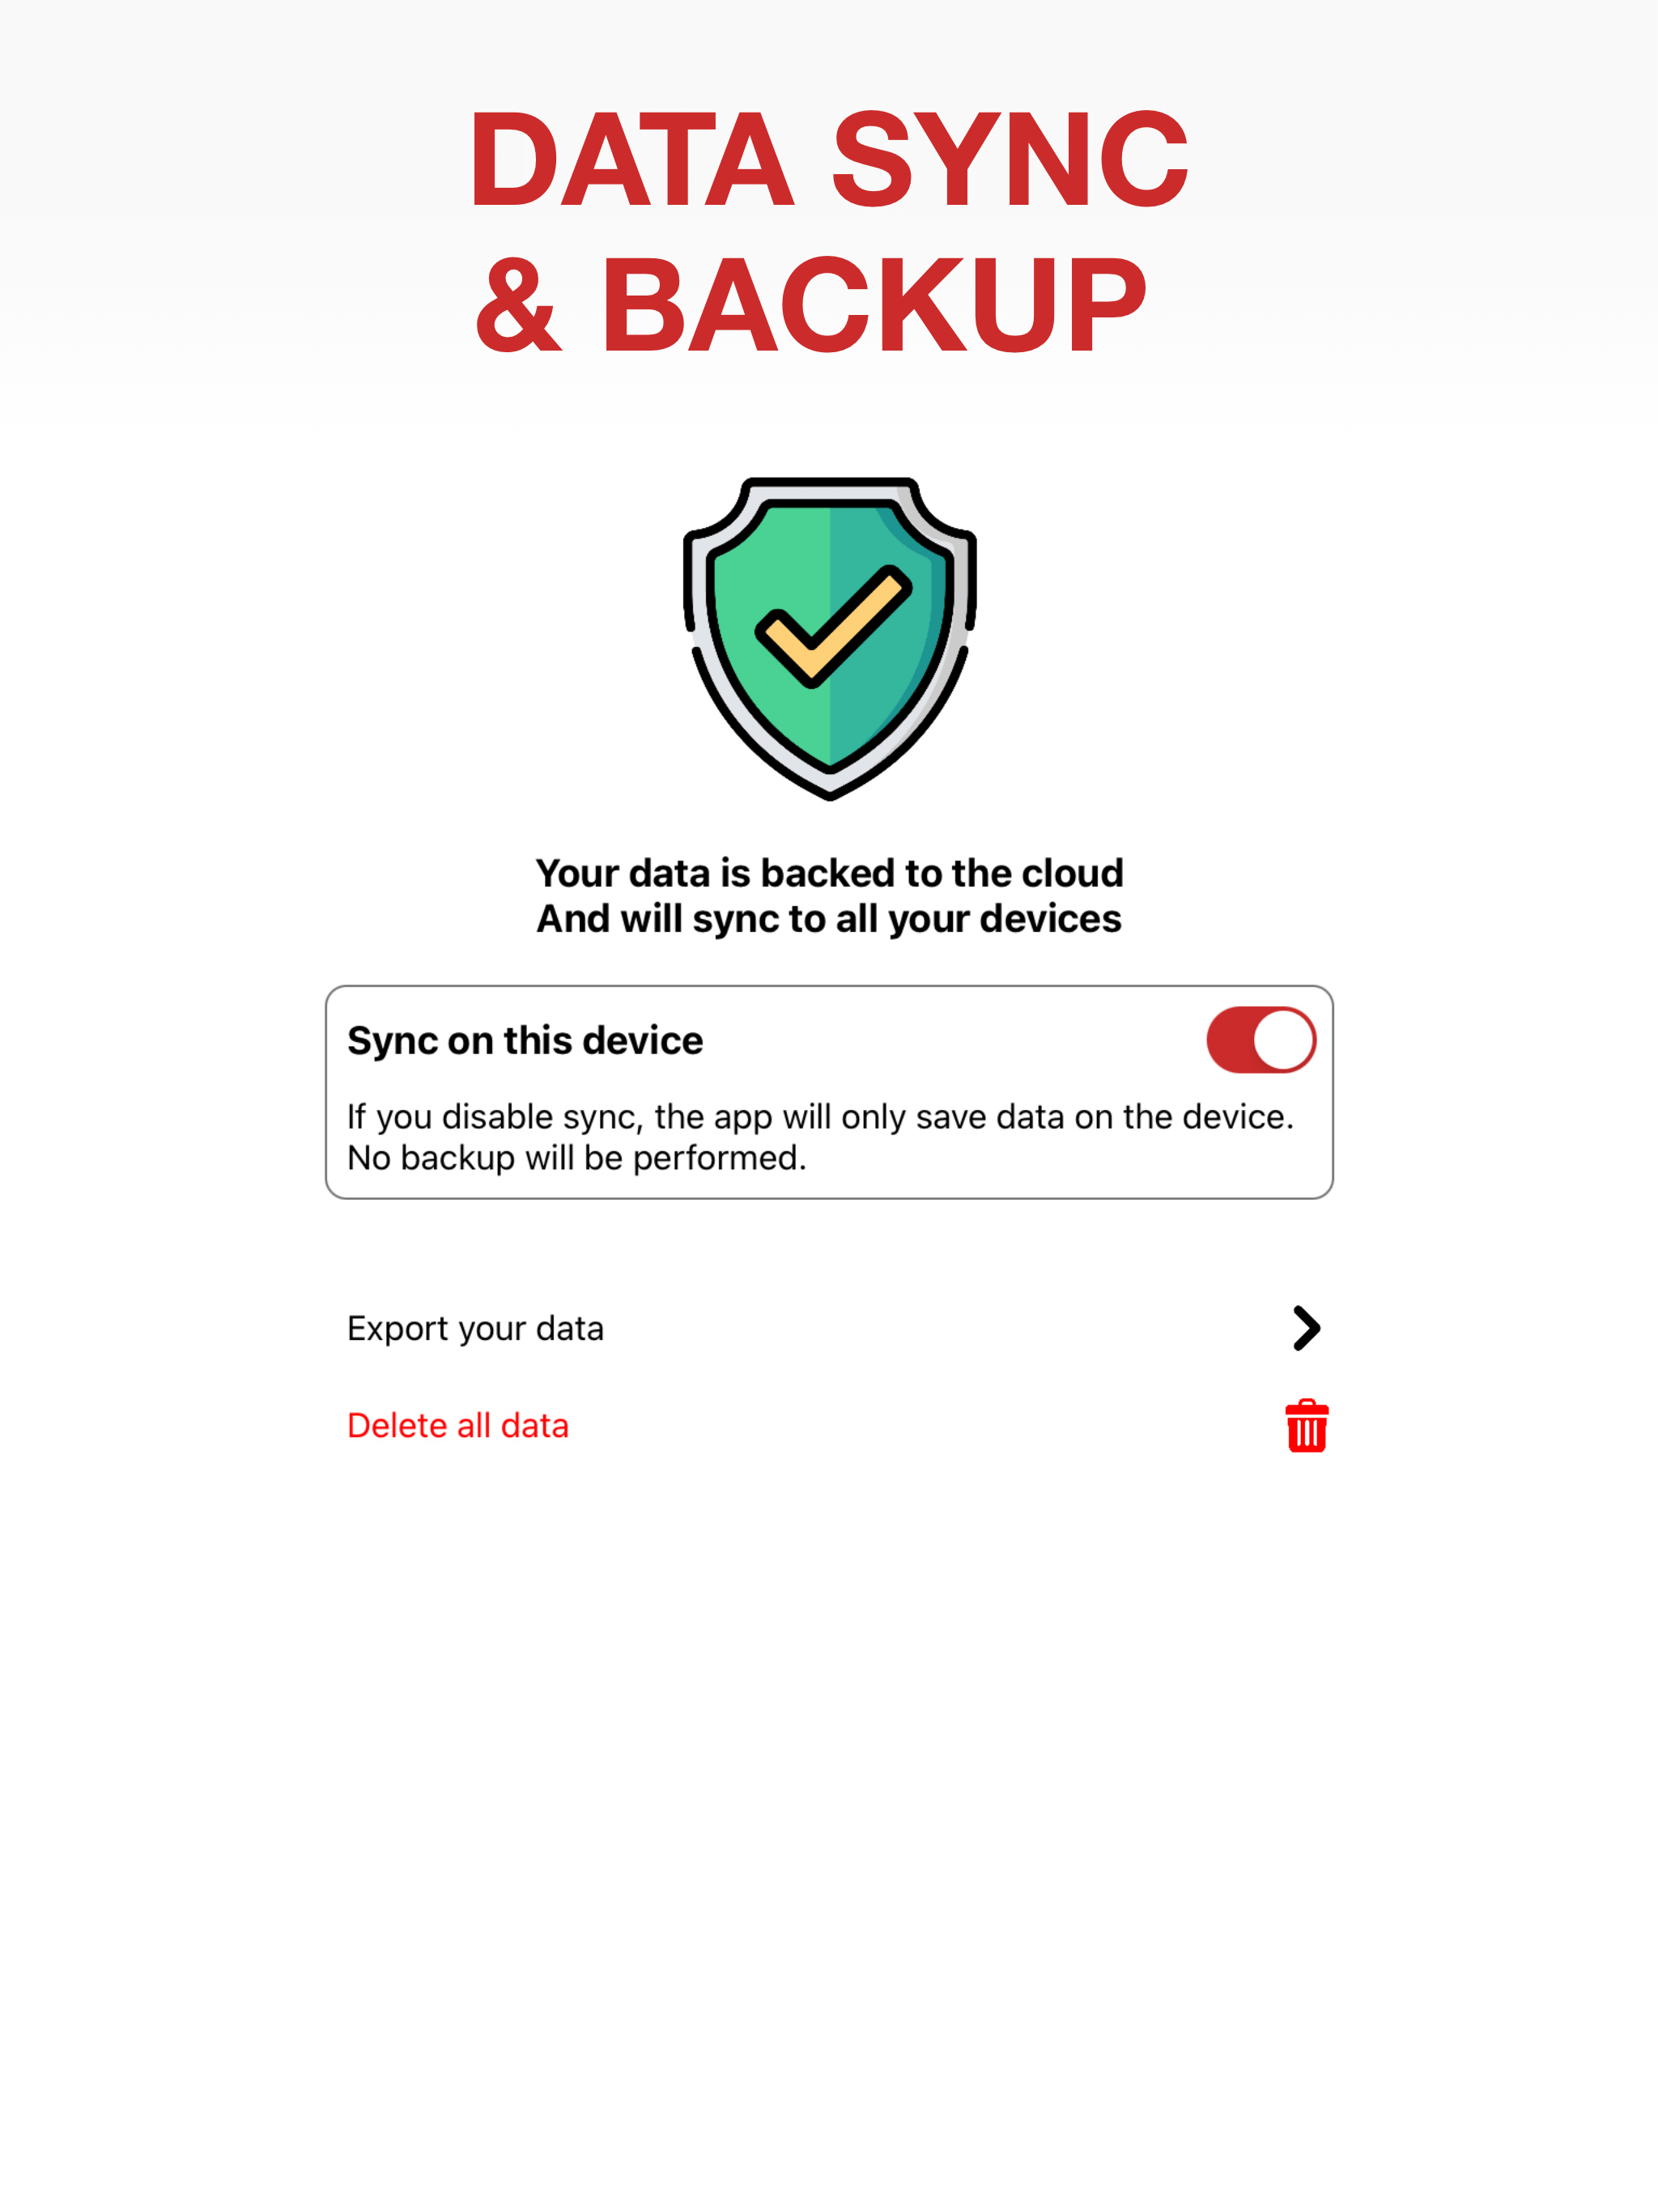 DATA SYNC
& BACKUP
Your data is backed to the cloud
And will sync to all your devices
Sync on this device
If you disable sync, the app will only save data on the device.
No backup will be performed.
Export your data
Delete all data